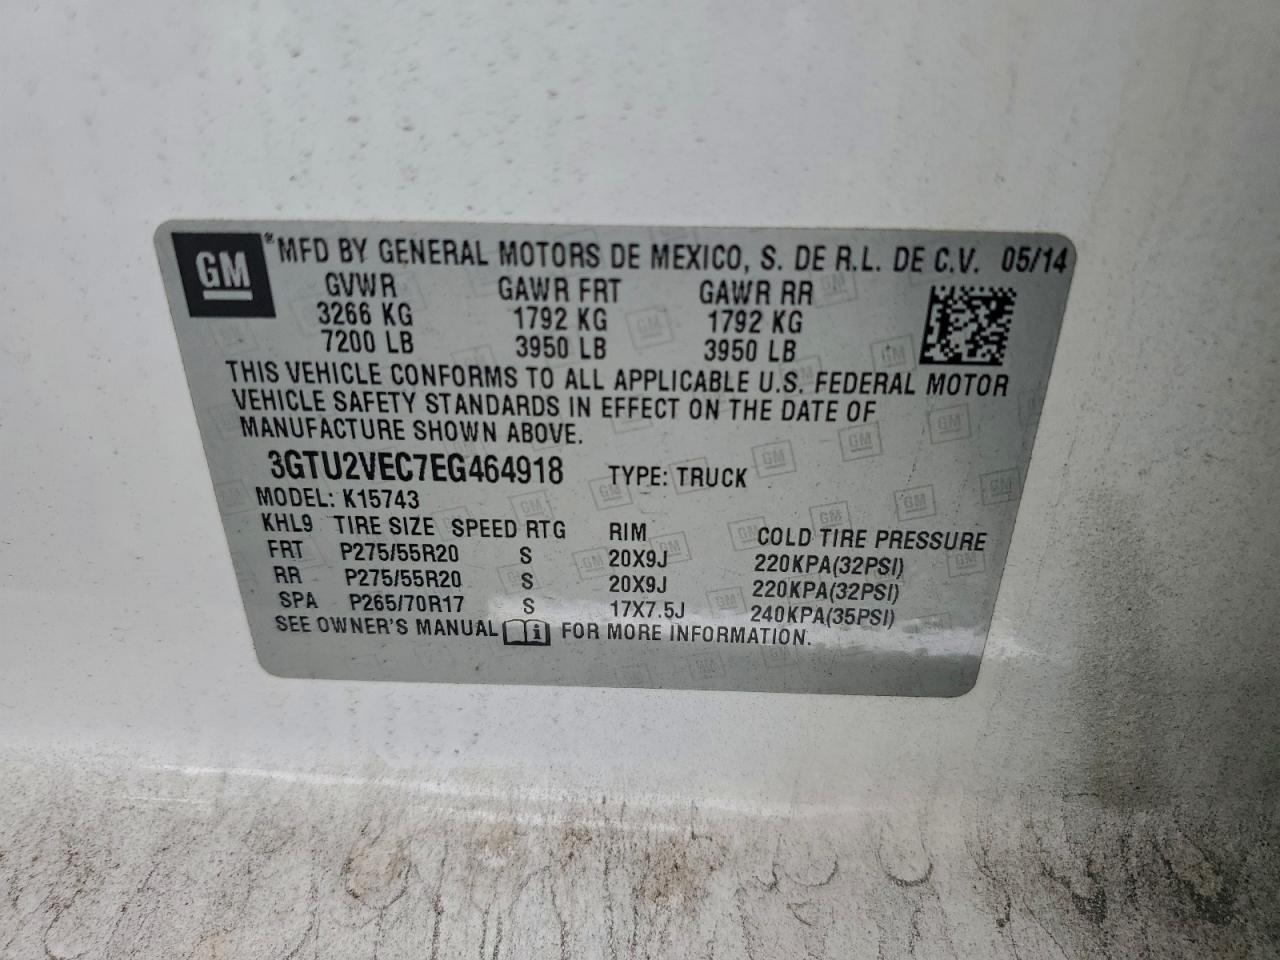 GM ® MFD BY GENERAL MOTORS DE MEXICO, S. DE R.L. DE C.V. 05/14
GVWR GAWR FRT GAWR RR
3266 KG 1792 KG 1792 KG
7200 LB 3950 LB 3950 LB
THIS VEHICLE CONFORMS TO ALL APPLICABLE U.S. FEDERAL MOTOR
VEHICLE SAFETY STANDARDS IN EFFECT ON THE DATE OF
MANUFACTURE SHOWN ABOVE.
3GTU2VEC7EG464918 TYPE: TRUCK
MODEL: K15743
KHL9 TIRE SIZE SPEED RTG RIM COLD TIRE PRESSURE
FRT P275/55R20 S 20X9J 220KPA(32PSI)
RR P275/55R20 S 20X9J 220KPA(32PSI)
SPA P265/70R17 S 17X7.5J 240KPA(35PSI)
SEE OWNER'S MANUAL i FOR MORE INFORMATION.